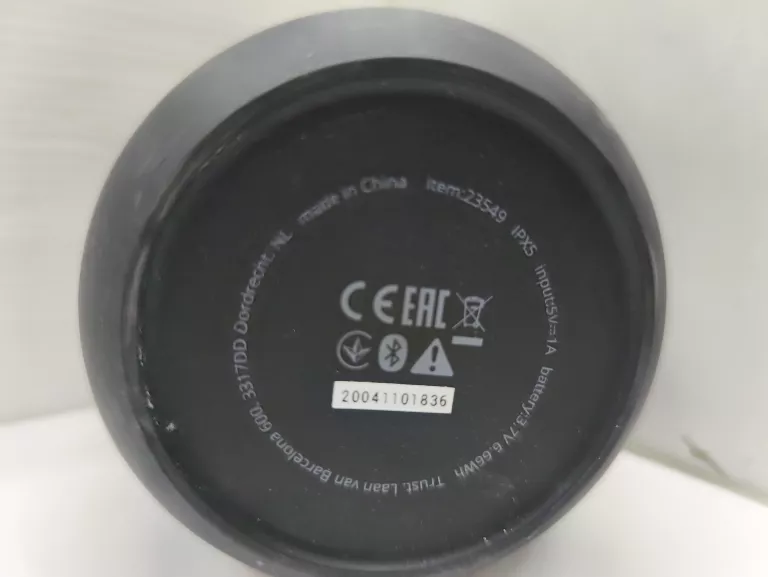 made in China item:23549 IPX5 input:5V⎓1A battery:3.7V 6.66Wh Trust. Laan van Barcelona 600, 3317DD Dordrecht. NL
CE EAC
20041101836